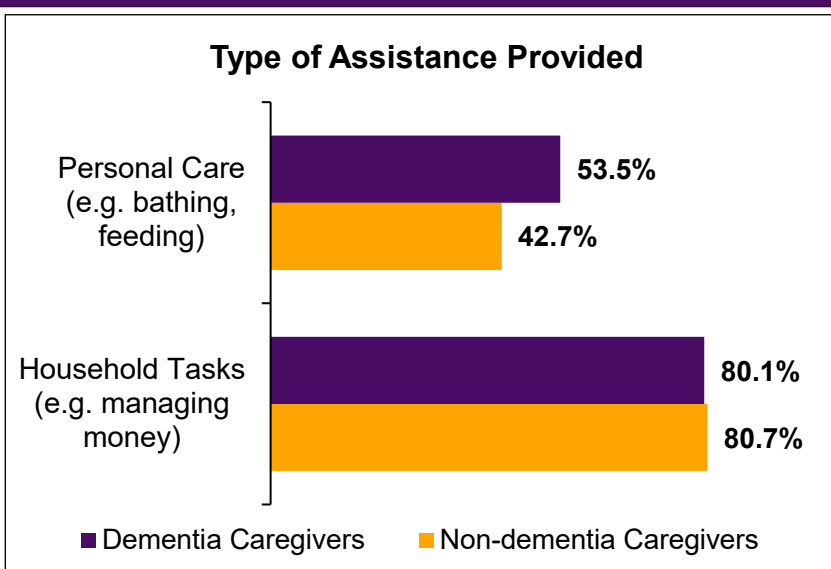 Type of Assistance Provided
Personal Care
(e.g. bathing,
feeding)
53.5%
42.7%
Household Tasks
(e.g. managing
money)
80.1%
80.7%
Dementia Caregivers
Non-dementia Caregivers